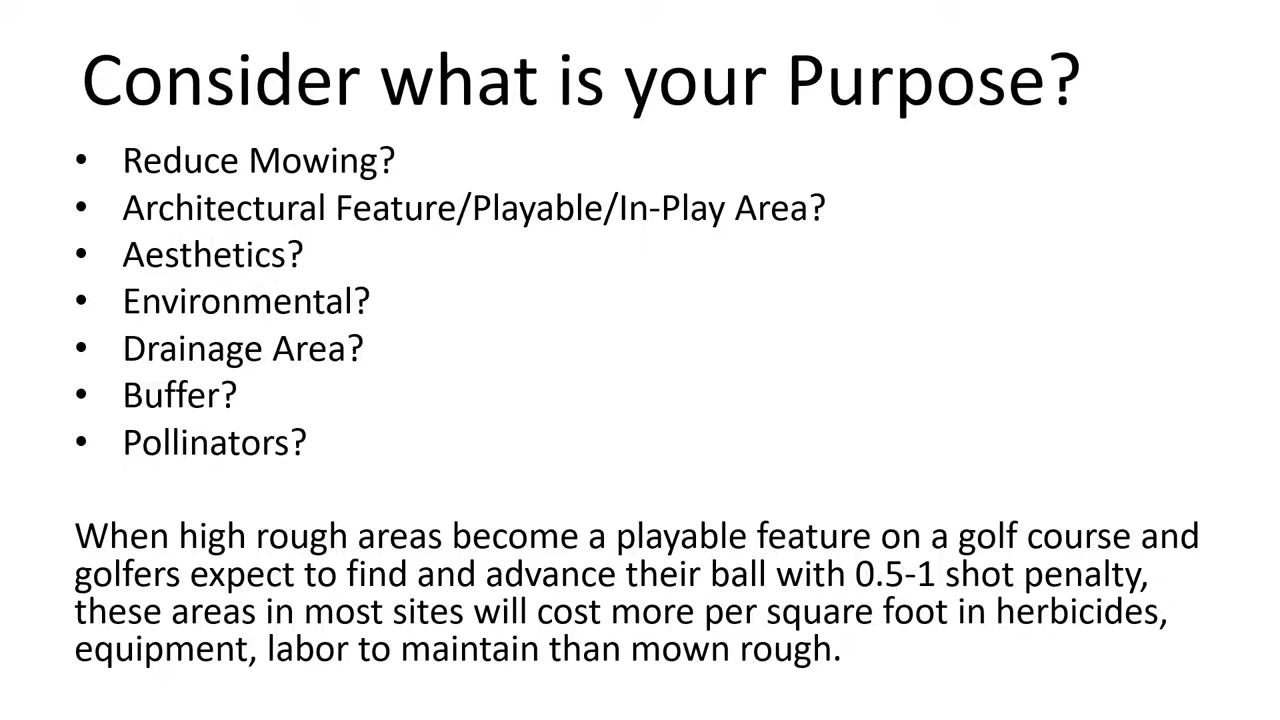 Consider what is your Purpose?
• Reduce Mowing?
• Architectural Feature/Playable/In-Play Area?
• Aesthetics?
• Environmental?
• Drainage Area?
• Buffer?
• Pollinators?
When high rough areas become a playable feature on a golf course and
golfers expect to find and advance their ball with 0.5-1 shot penalty,
these areas in most sites will cost more per square foot in herbicides,
equipment, labor to maintain than mown rough.